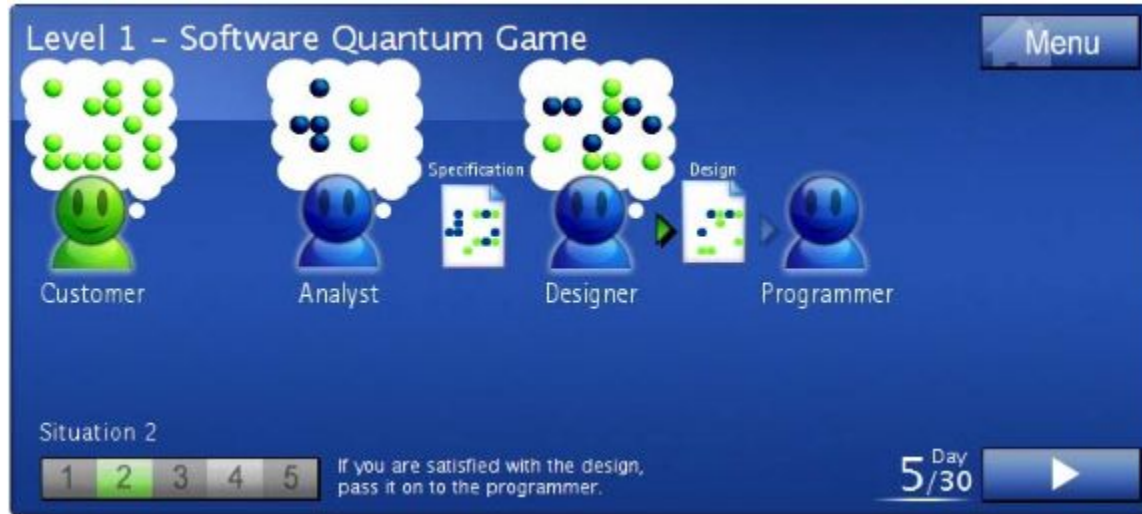 Level 1 – Software Quantum Game
Menu
Specification
Design
Customer
Analyst
Designer
Programmer
Situation 2
1 2 3 4 5
If you are satisfied with the design,
pass it on to the programmer.
Day
5/30